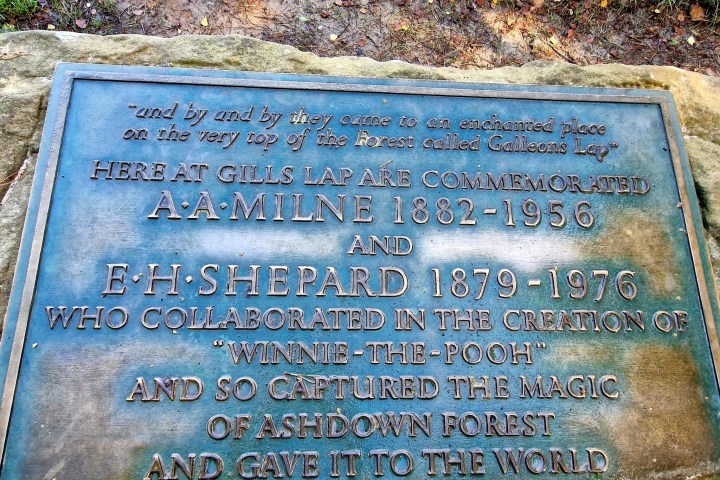 "and by and by they came to an enchanted place
on the very top of the Forest called Galleons Lap"
HERE AT GILLS LAP ARE COMMEMORATED
A·A·MILNE 1882-1956
AND
E·H·SHEPARD 1879-1976
WHO COLLABORATED IN THE CREATION OF
"WINNIE-THE-POOH"
AND SO CAPTURED THE MAGIC
OF ASHDOWN FOREST
AND GAVE IT TO THE WORLD